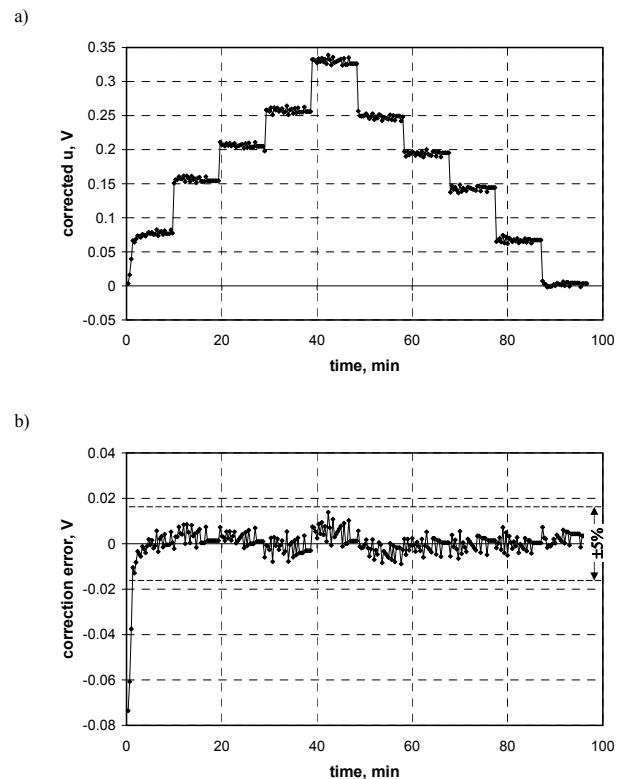 a)
0.35
0.3
0.25
0.2
0.15
0.1
0.05
0
-0.05
corrected u, V
0 20 40 60 80 100
time, min
b)
0.04
0.02
0
-0.02
-0.04
-0.06
-0.08
correction error, V
±5%
0 20 40 60 80 100
time, min